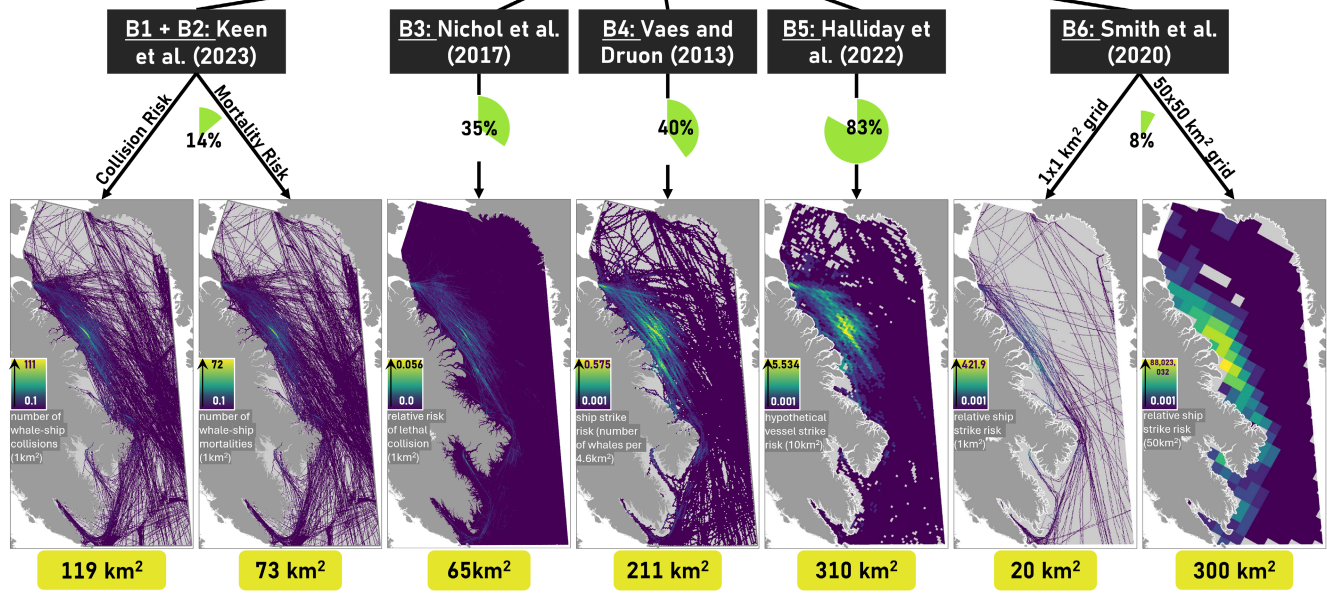 B1 + B2: Keen
et al. (2023)
B3: Nichol et al.
(2017)
B4: Vaes and
Druon (2013)
B5: Halliday et
al. (2022)
B6: Smith et al.
(2020)
Collision Risk
Mortality Risk
14%
35%
40%
83%
1x1 km² grid
50x50 km² grid
8%
111
0.1
number of
whale-ship
collisions
(1km²)
72
0.1
number of
whale-ship
mortalities
(1km²)
0.056
0.0
relative risk
of lethal
collision
(1km²)
0.575
0.001
ship strike
risk (number
of whales per
4.6km²)
5.534
0.001
hypothetical
vessel strike
risk (10km²)
421.9
0.001
relative ship
strike risk
(1km²)
88,023,
032
0.001
relative ship
strike risk
(50km²)
119 km²
73 km²
65km²
211 km²
310 km²
20 km²
300 km²